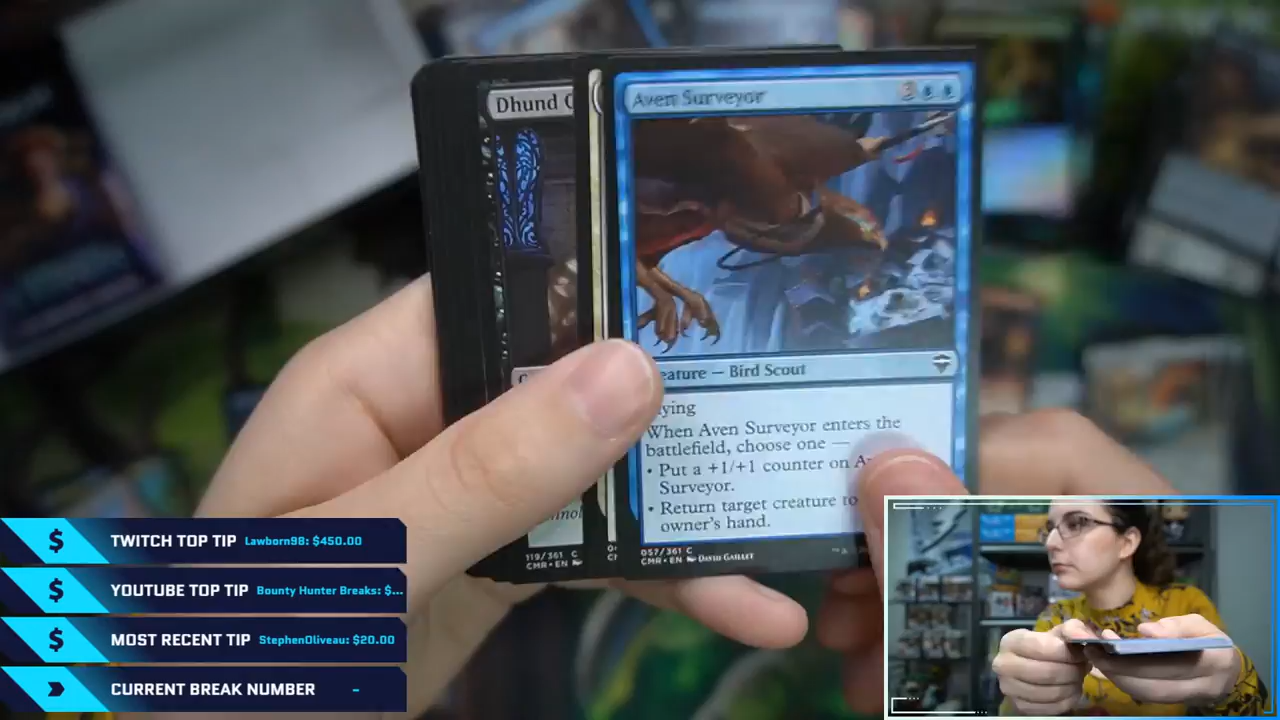 Dhund
Aven Surveyor
eature — Bird Scout
lying
When Aven Surveyor enters the
battlefield, choose one —
• Put a +1/+1 counter on A
Surveyor.
• Return target creature to
owner's hand.
119/361 C
CMR • EN
057/361 C
CMR • EN DAVID GAILLET
$ TWITCH TOP TIP Lawborn98: $450.00
$ YOUTUBE TOP TIP Bounty Hunter Breaks: $...
$ MOST RECENT TIP StephenOliveau: $20.00
CURRENT BREAK NUMBER -